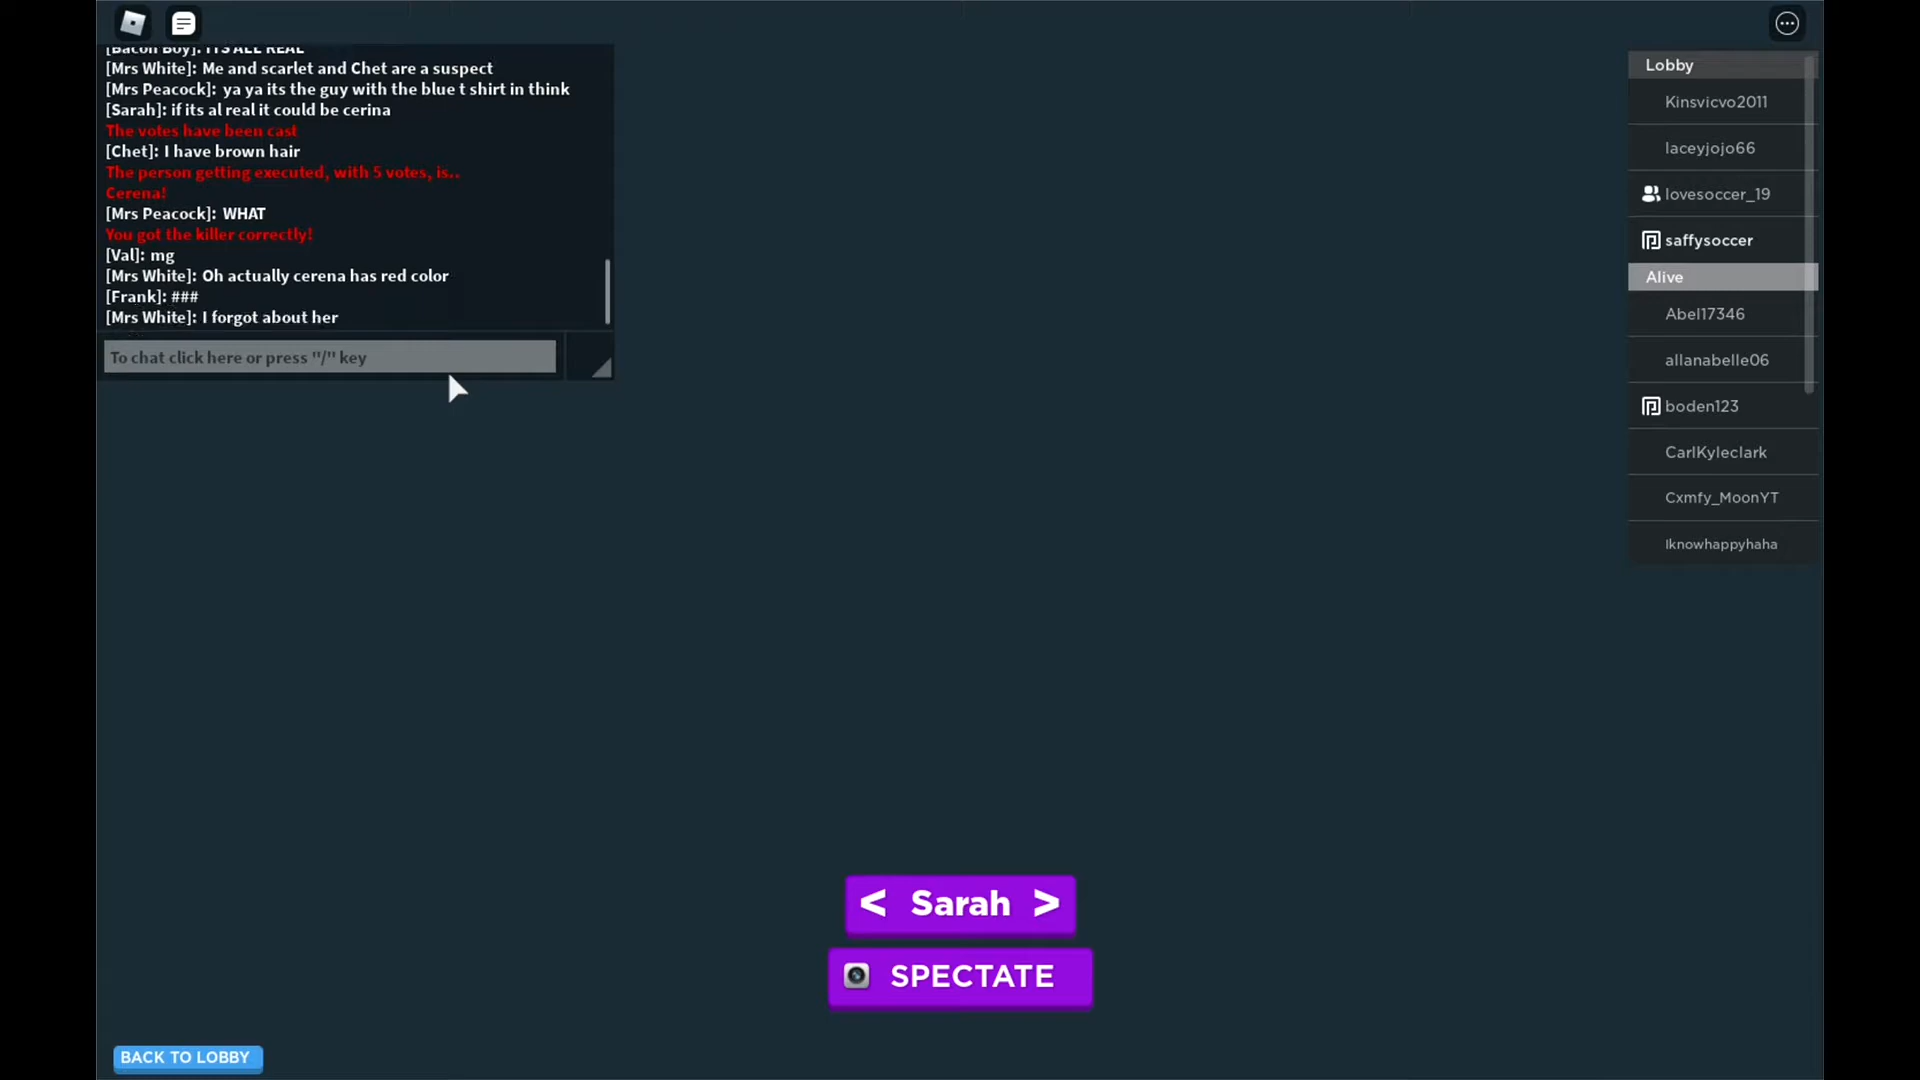 [Bacon Boy]: ITS ALL REAL
[Mrs White]: Me and scarlet and Chet are a suspect
[Mrs Peacock]: ya ya its the guy with the blue t shirt in think
[Sarah]: if its al real it could be cerina
The votes have been cast
[Chet]: I have brown hair
The person getting executed, with 5 votes, is..
Cerena!
[Mrs Peacock]: WHAT
You got the killer correctly!
[Val]: mg
[Mrs White]: Oh actually cerena has red color
[Frank]: ###
[Mrs White]: I forgot about her
To chat click here or press "/" key
Lobby
Kinsvicvo2011
laceyjojo66
lovesoccer_19
saffysoccer
Alive
Abel17346
allanabelle06
boden123
CarlKyleclark
Cxmfy_MoonYT
Iknowhappyhaha
< Sarah >
SPECTATE
BACK TO LOBBY